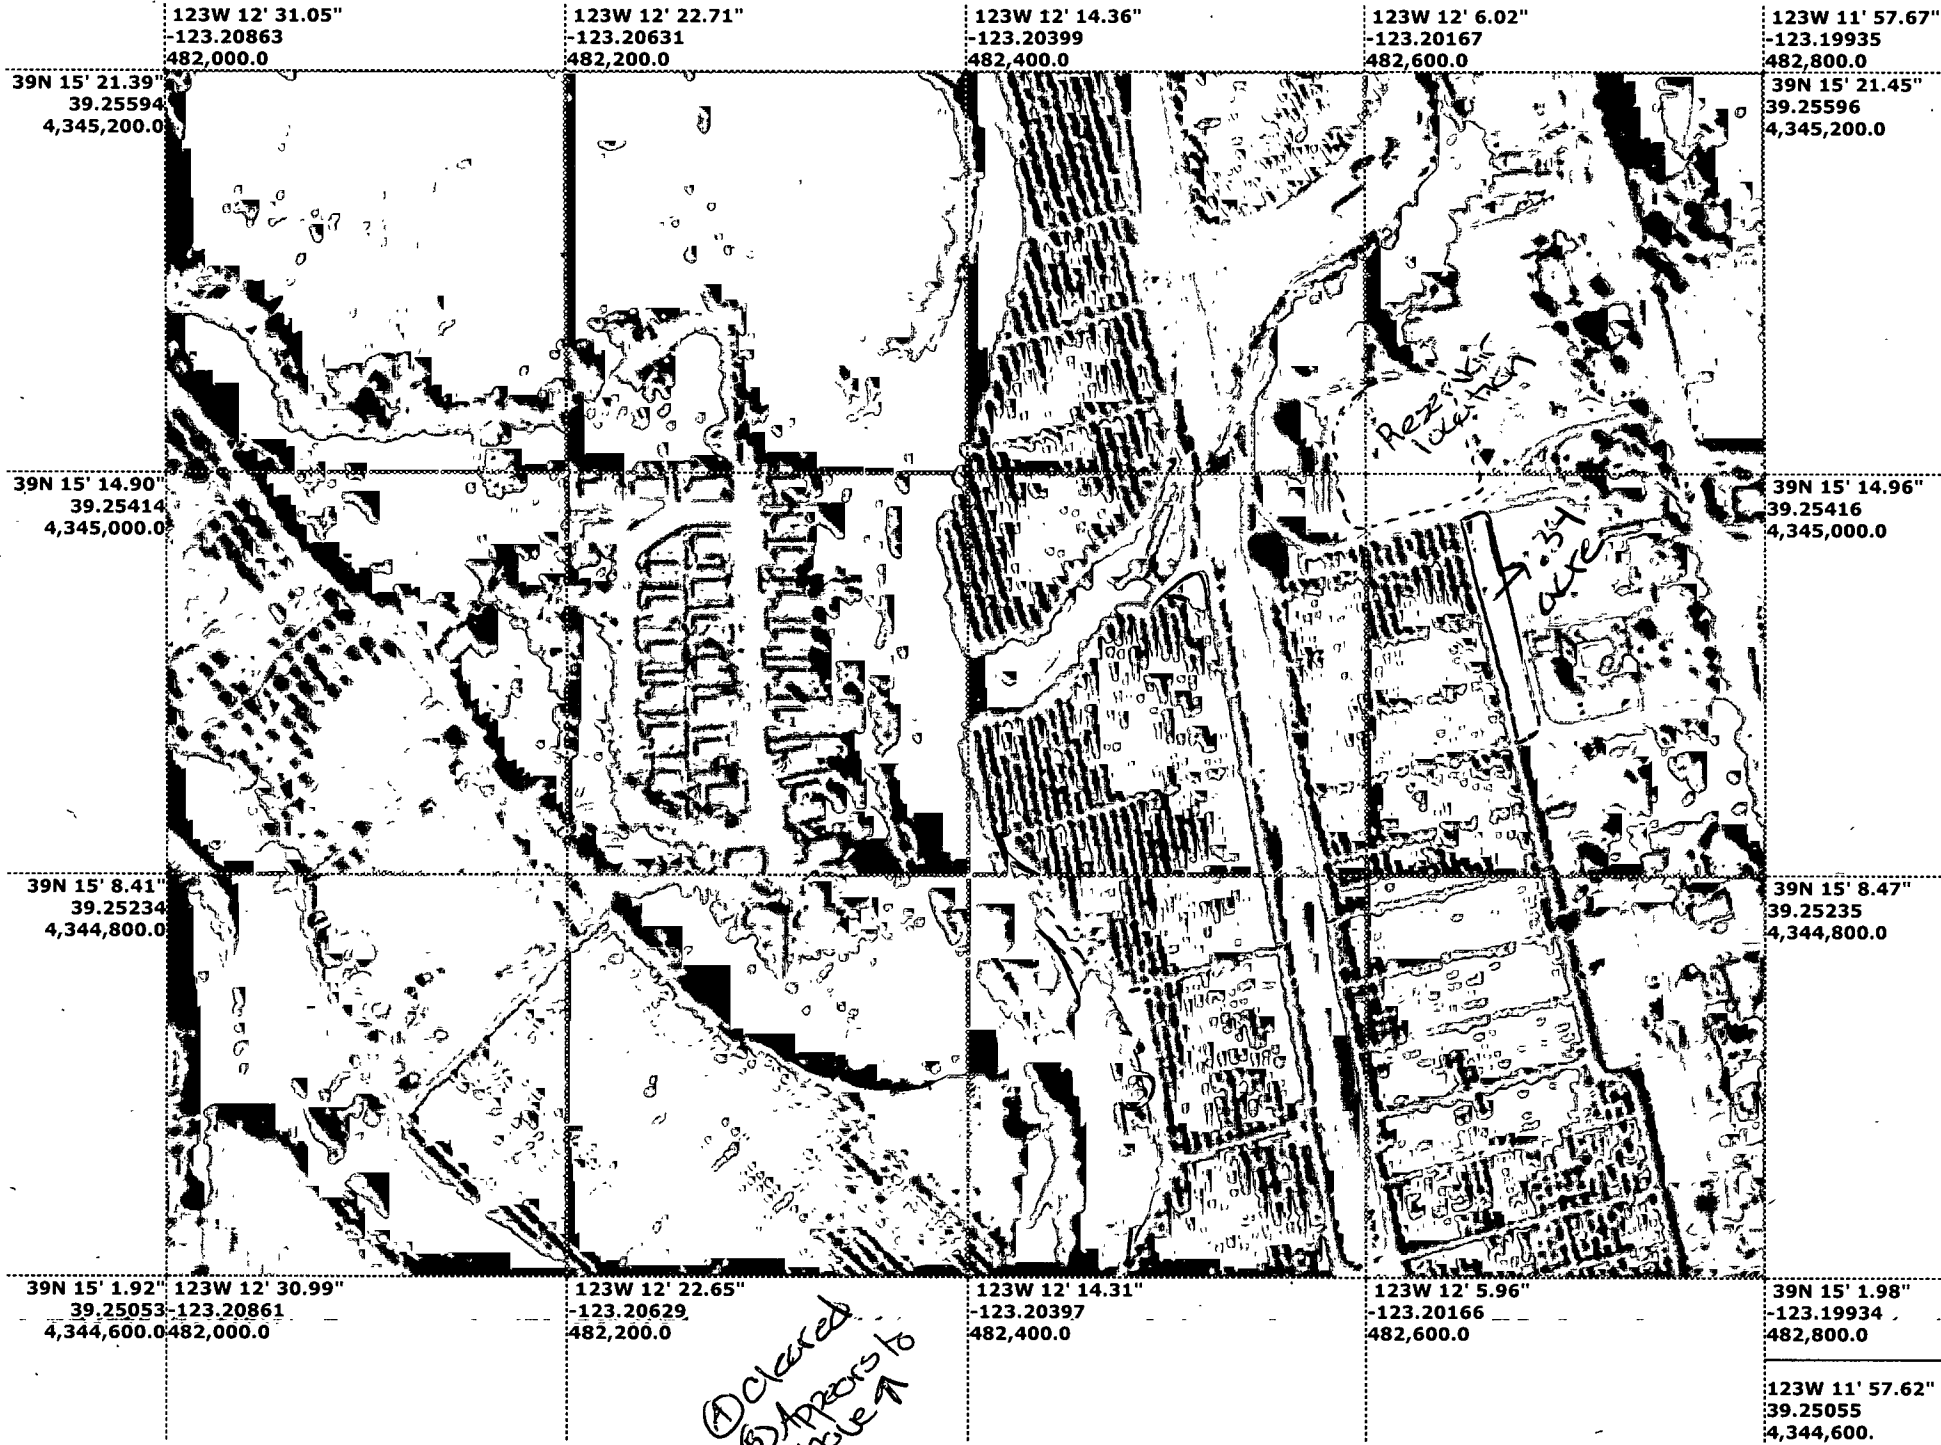 123W 12' 31.05"
-123.20863
482,000.0
123W 12' 22.71"
-123.20631
482,200.0
123W 12' 14.36"
-123.20399
482,400.0
123W 12' 6.02"
-123.20167
482,600.0
123W 11' 57.67"
-123.19935
482,800.0
39N 15' 21.39"
39.25594
4,345,200.0
39N 15' 21.45"
39.25596
4,345,200.0
location
39N 15' 14.90"
39.25414
4,345,000.0
39N 15' 14.96"
39.25416
4,345,000.0
.34
acre
39N 15' 8.41"
39.25234
4,344,800.0
39N 15' 8.47"
39.25235
4,344,800.0
39N 15' 1.92"
39.25053
4,344,600.0
123W 12' 30.99"
-123.20861
482,000.0
123W 12' 22.65"
-123.20629
482,200.0
123W 12' 14.31"
-123.20397
482,400.0
123W 12' 5.96"
-123.20166
482,600.0
39N 15' 1.98"
-123.19934
482,800.0
123W 11' 57.62"
39.25055
4,344,600.
(A) Cleared
(B) Appears to